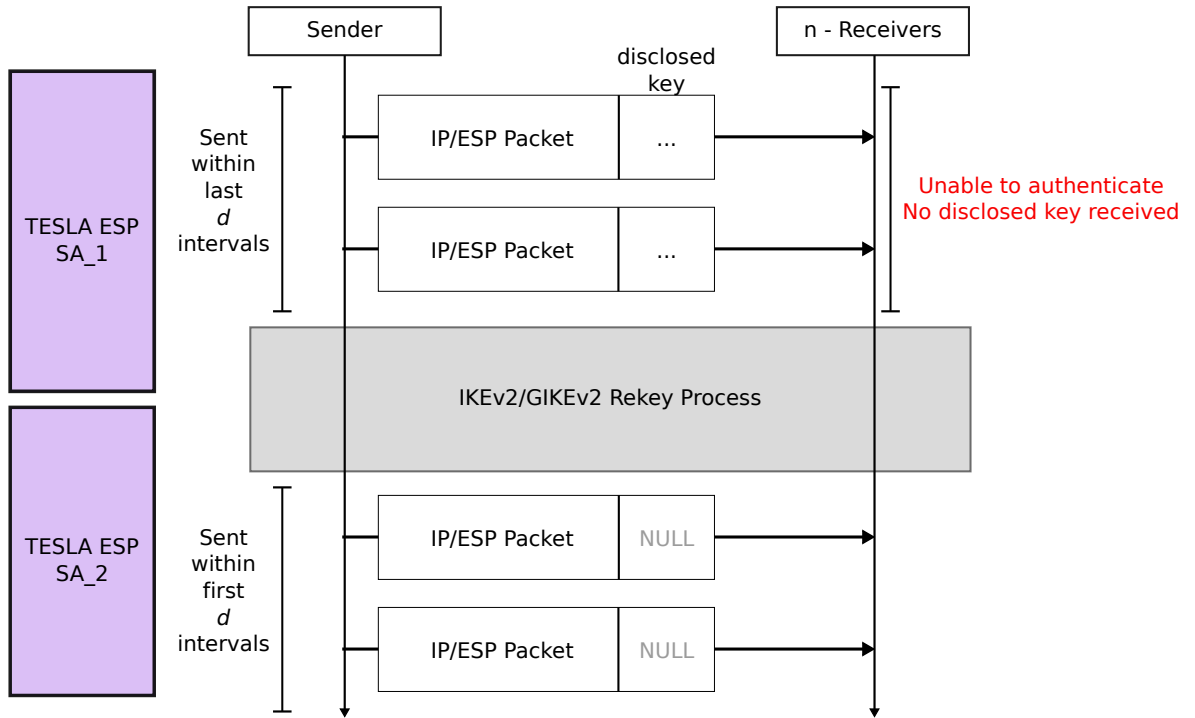 Sender
n - Receivers
disclosed
key
TESLA ESP
SA_1
Sent
within
last
d
intervals
IP/ESP Packet
...
IP/ESP Packet
...
Unable to authenticate
No disclosed key received
IKEv2/GIKEv2 Rekey Process
TESLA ESP
SA_2
Sent
within
first
d
intervals
IP/ESP Packet
NULL
IP/ESP Packet
NULL